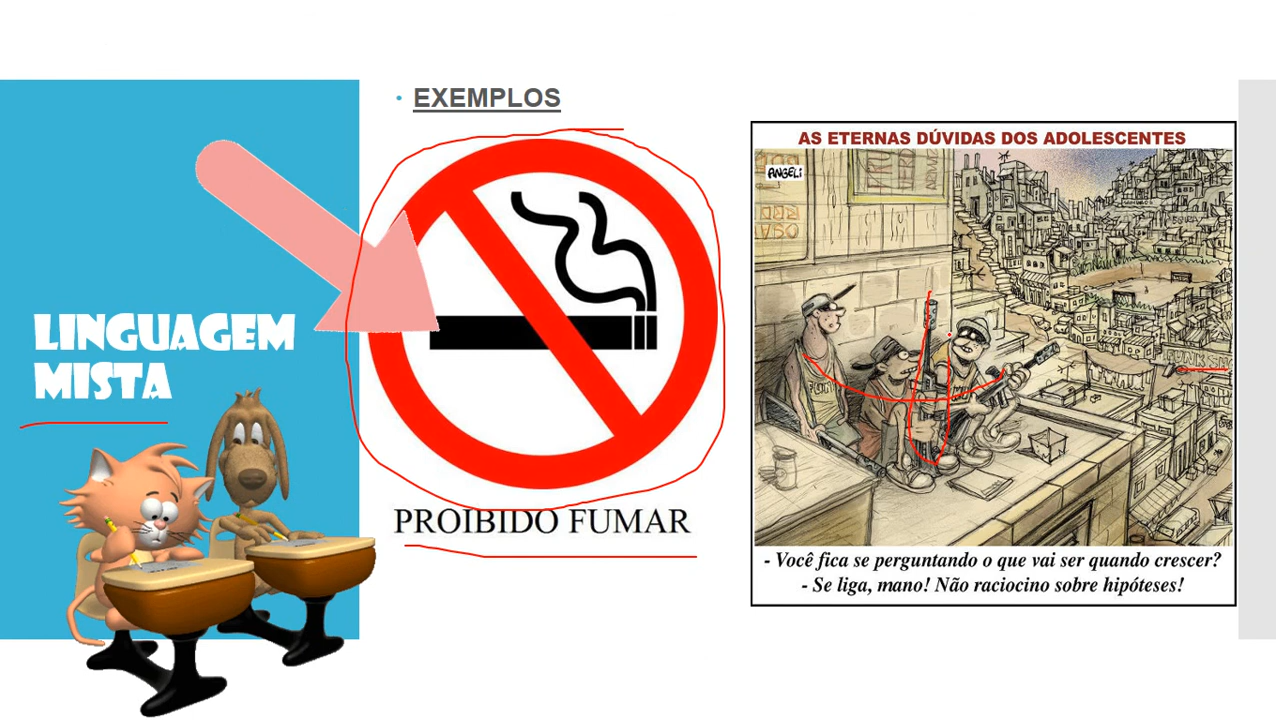 LINGUAGEM
MISTA
EXEMPLOS
PROIBIDO FUMAR
AS ETERNAS DÚVIDAS DOS ADOLESCENTES
ANGELI
FUNK
- Você fica se perguntando o que vai ser quando crescer?
- Se liga, mano! Não raciocino sobre hipóteses!